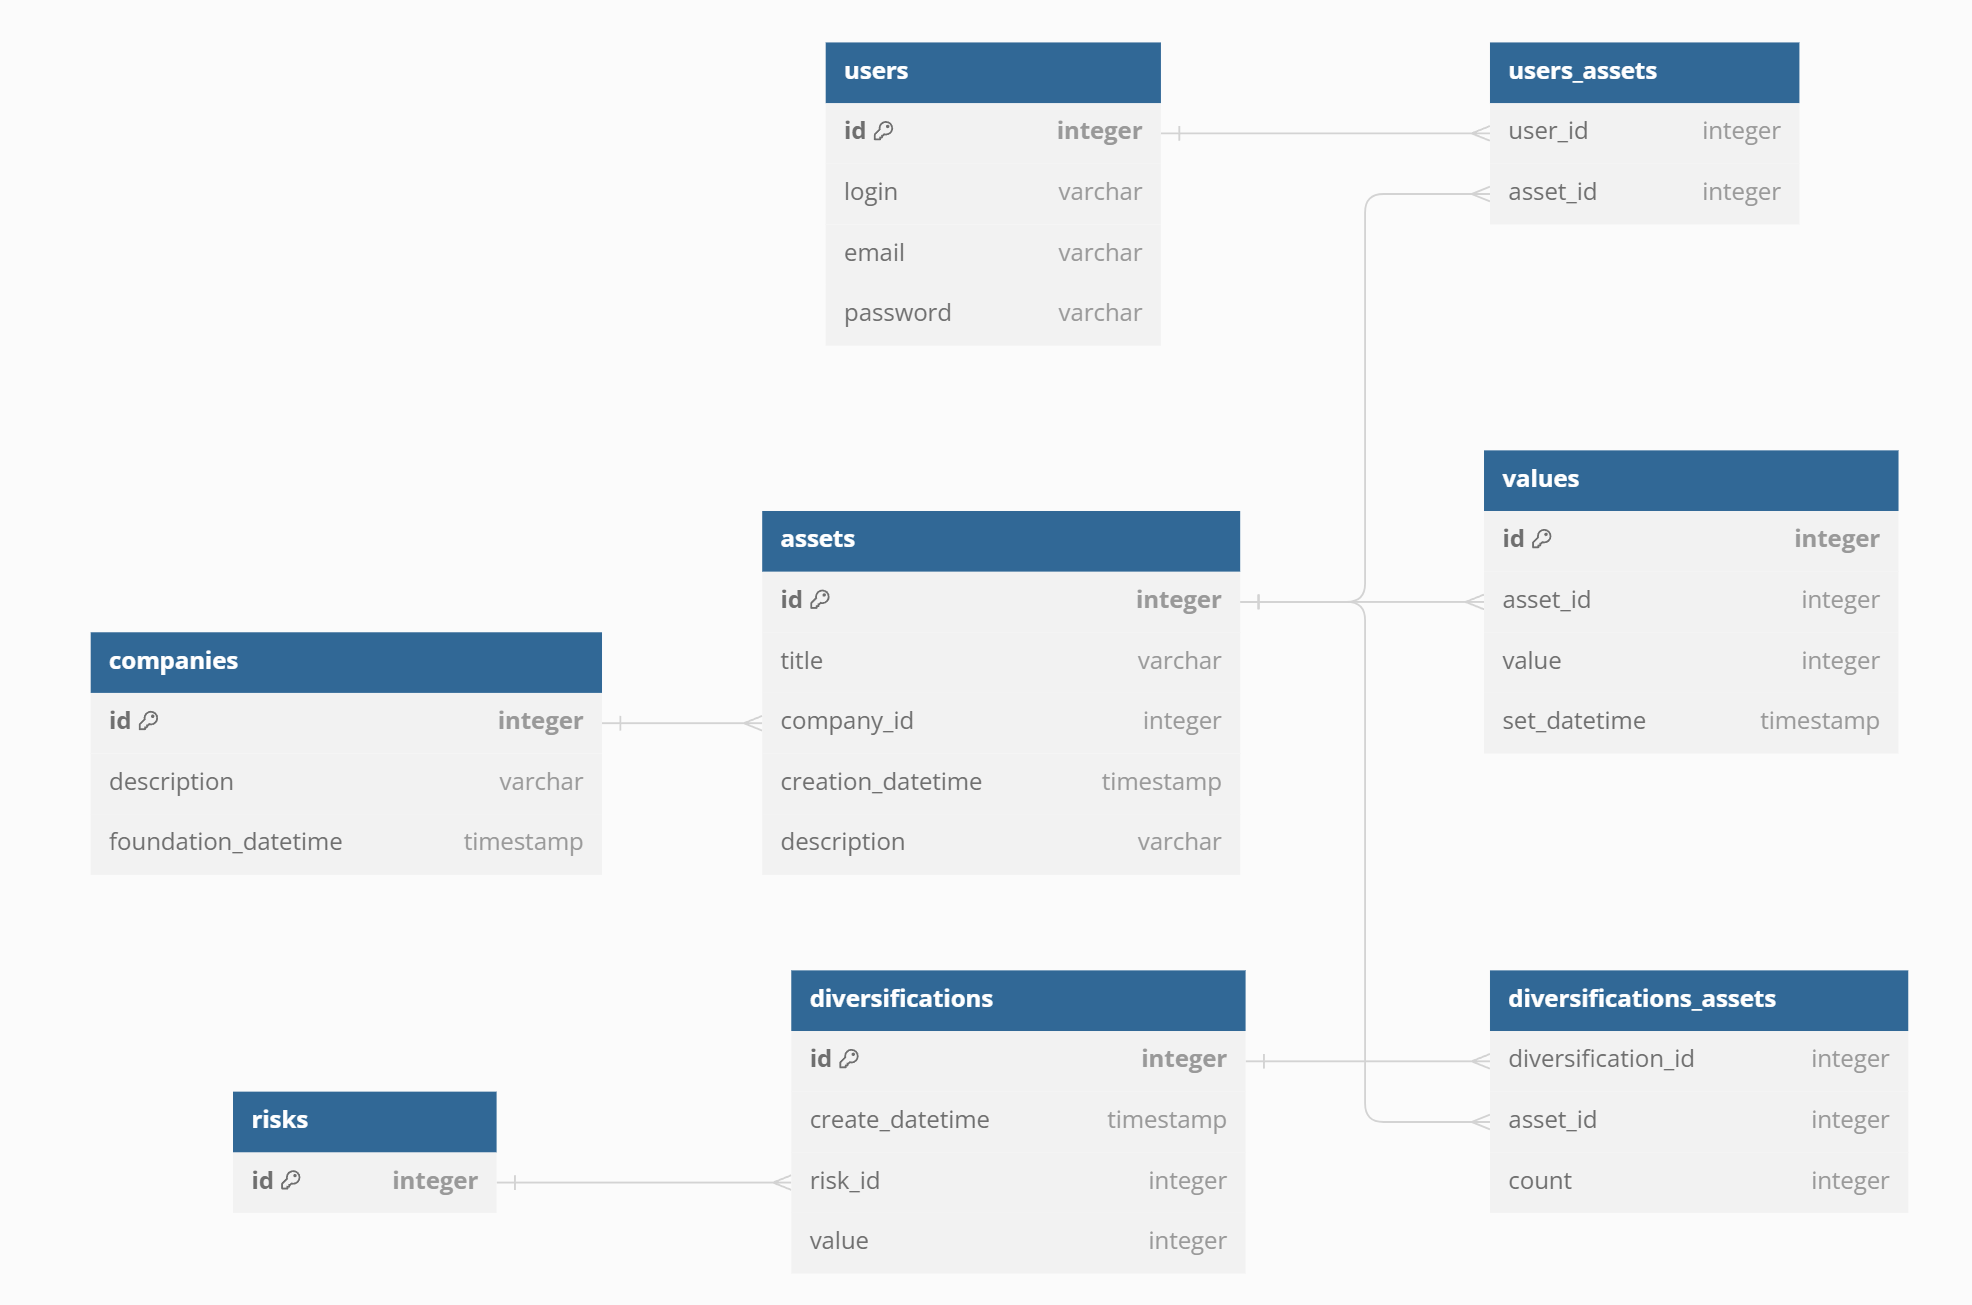 users
id integer
login varchar
email varchar
password varchar
users_assets
user_id integer
asset_id integer
values
id integer
asset_id integer
value integer
set_datetime timestamp
assets
id integer
title varchar
company_id integer
creation_datetime timestamp
description varchar
companies
id integer
description varchar
foundation_datetime timestamp
diversifications
id integer
create_datetime timestamp
risk_id integer
value integer
diversifications_assets
diversification_id integer
asset_id integer
count integer
risks
id integer